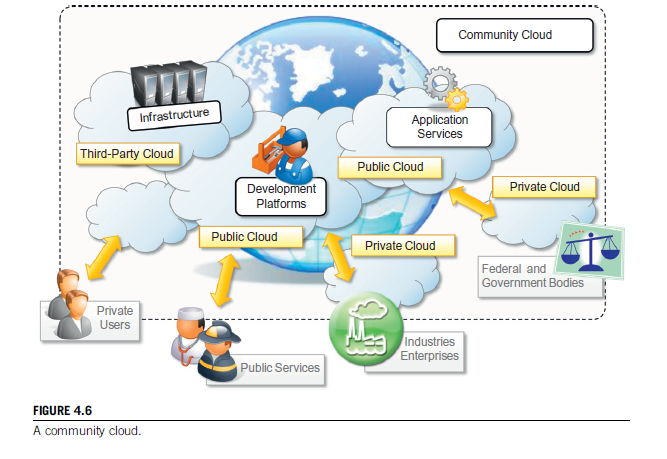 Community Cloud
Infrastructure
Application
Services
Third-Party Cloud
Public Cloud
Development
Platforms
Private Cloud
Public Cloud
Private Cloud
Federal and
Government Bodies
Private
Users
Industries
Enterprises
Public Services
FIGURE 4.6
A community cloud.